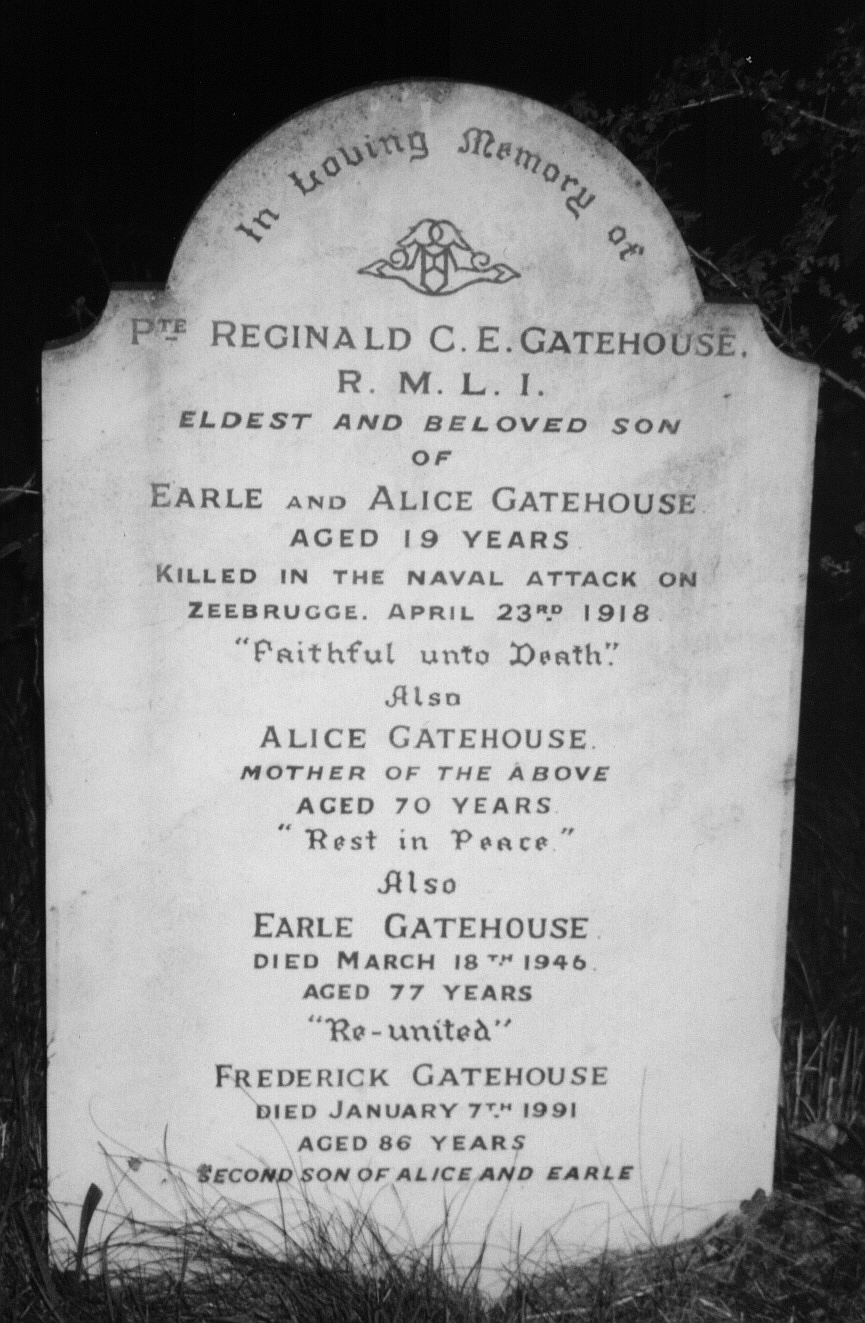 In Loving Memory of
PTE REGINALD C. E. GATEHOUSE.
R. M. L. I.
ELDEST AND BELOVED SON
OF
EARLE AND ALICE GATEHOUSE.
AGED 19 YEARS.
KILLED IN THE NAVAL ATTACK ON
ZEEBRUGGE. APRIL 23RD 1918.
"Faithful unto Death".
Also
ALICE GATEHOUSE.
MOTHER OF THE ABOVE
AGED 70 YEARS.
"Rest in Peace."
Also
EARLE GATEHOUSE.
DIED MARCH 18TH 1946.
AGED 77 YEARS
"Re-united"
FREDERICK GATEHOUSE
DIED JANUARY 7TH 1991
AGED 86 YEARS
SECOND SON OF ALICE AND EARLE